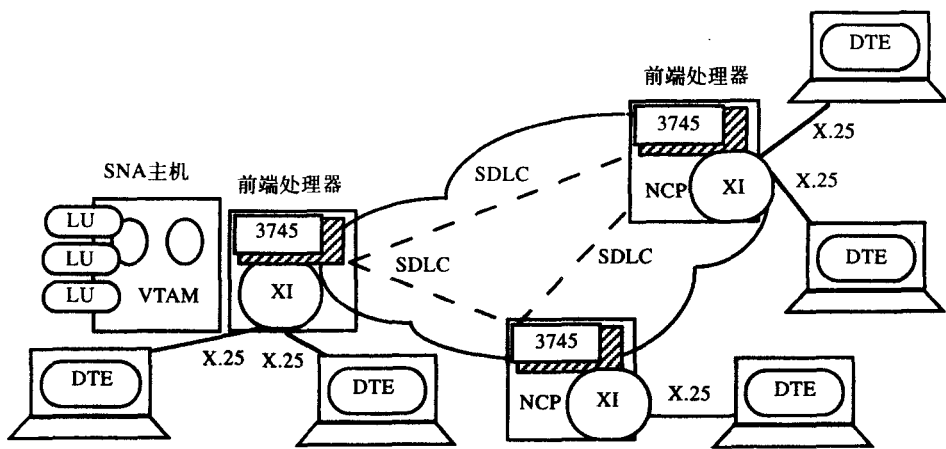 DTE
前端处理器
3745
X.25
SDLC
NCP
XI
X.25
SNA主机
前端处理器
LU
3745
LU
SDLC
SDLC
DTE
LU
VTAM
XI
3745
X.25
X.25
DTE
DTE
NCP
XI
X.25
DTE